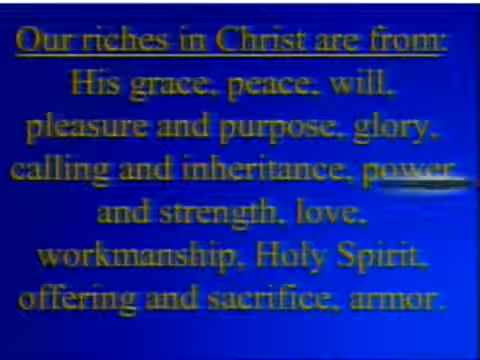 Our riches in Christ are from:
His grace, peace, will,
pleasure and purpose, glory,
calling and inheritance, power
and strength, love,
workmanship, Holy Spirit,
offering and sacrifice, armor.